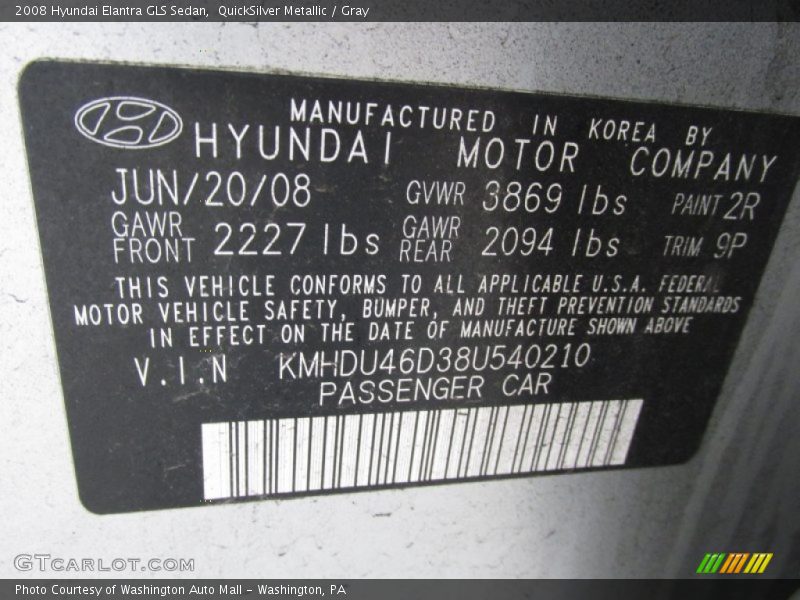 2008 Hyundai Elantra GLS Sedan, QuickSilver Metallic / Gray
MANUFACTURED IN KOREA BY
HYUNDAI MOTOR COMPANY
JUN/20/08 GVWR 3869 lbs PAINT 2R
GAWR FRONT 2227 lbs GAWR REAR 2094 lbs TRIM 9P
THIS VEHICLE CONFORMS TO ALL APPLICABLE U.S.A. FEDERAL
MOTOR VEHICLE SAFETY, BUMPER, AND THEFT PREVENTION STANDARDS
IN EFFECT ON THE DATE OF MANUFACTURE SHOWN ABOVE
V.I.N KMHDU46D38U540210
PASSENGER CAR
GTCARLOT.COM
Photo Courtesy of Washington Auto Mall - Washington, PA